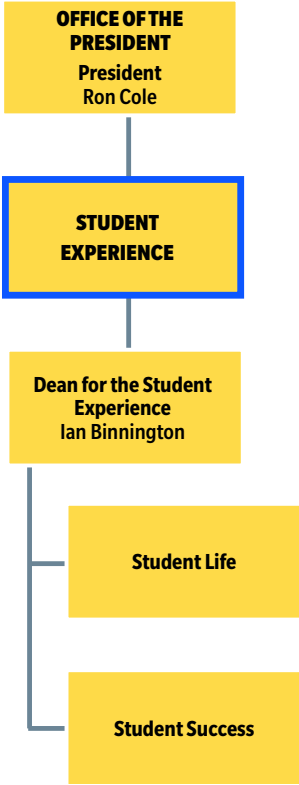 OFFICE OF THE
PRESIDENT
President
Ron Cole
STUDENT
EXPERIENCE
Dean for the Student
Experience
Ian Binnington
Student Life
Student Success